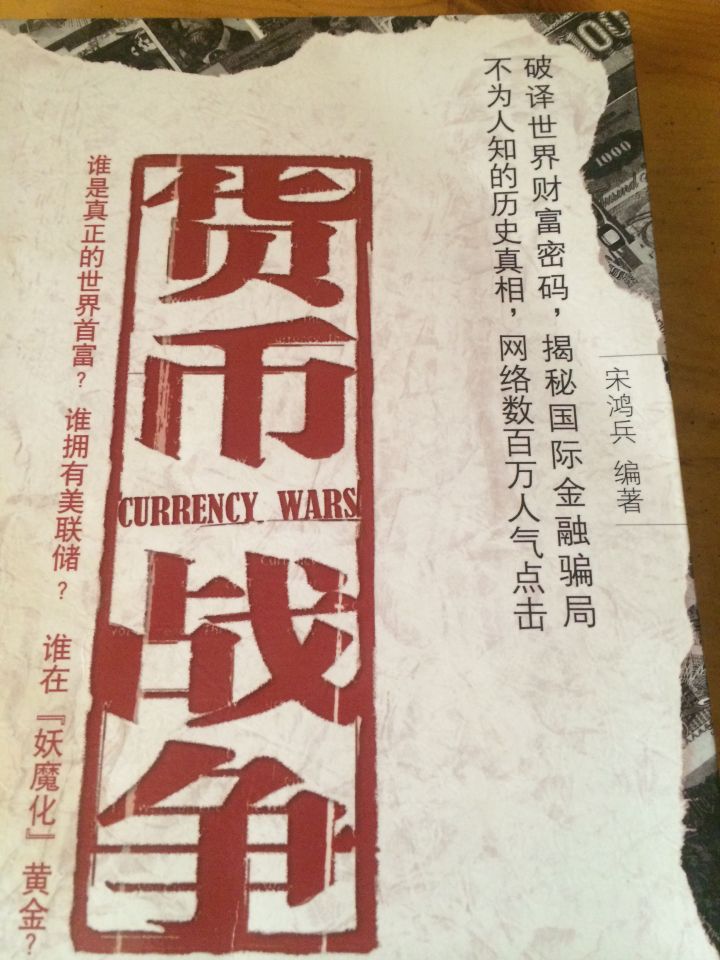 破译世界财富密码，揭秘国际金融骗局
不为人知的历史真相，网络数百万人气点击
宋鸿兵 编著
货币
CURRENCY WARS
战争
谁是真正的世界首富？谁拥有美联储？谁在『妖魔化』黄金？
1000